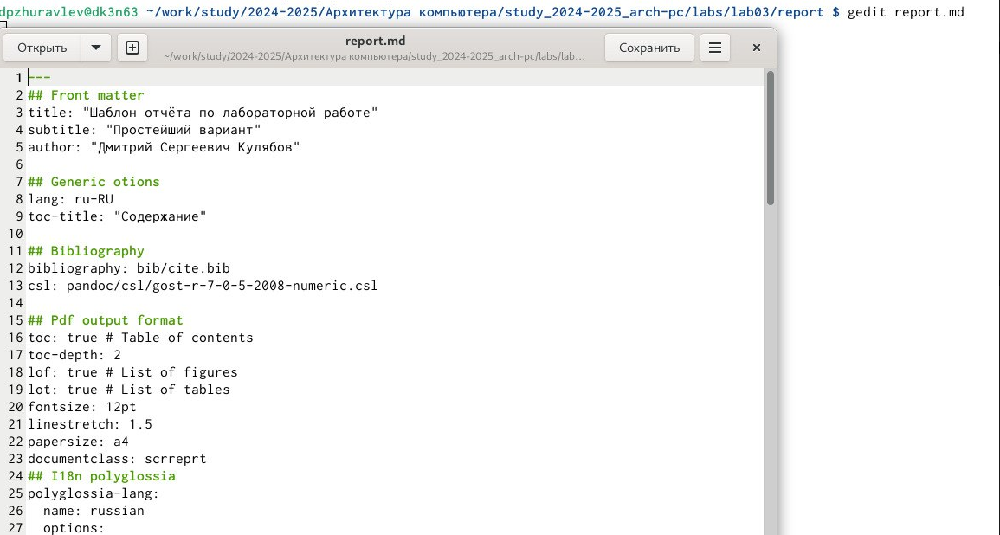 dpzhuravlev@dk3n63 ~/work/study/2024-2025/Архитектура компьютера/study_2024-2025_arch-pc/labs/lab03/report $ gedit report.md
Открыть
report.md
~/work/study/2024-2025/Архитектура компьютера/study_2024-2025_arch-pc/labs/lab...
Сохранить
1 ---
2 ## Front matter
3 title: "Шаблон отчёта по лабораторной работе"
4 subtitle: "Простейший вариант"
5 author: "Дмитрий Сергеевич Кулябов"
6
7 ## Generic otions
8 lang: ru-RU
9 toc-title: "Содержание"
10
11 ## Bibliography
12 bibliography: bib/cite.bib
13 csl: pandoc/csl/gost-r-7-0-5-2008-numeric.csl
14
15 ## Pdf output format
16 toc: true # Table of contents
17 toc-depth: 2
18 lof: true # List of figures
19 lot: true # List of tables
20 fontsize: 12pt
21 linestretch: 1.5
22 papersize: a4
23 documentclass: scrreprt
24 ## I18n polyglossia
25 polyglossia-lang:
26   name: russian
27   options: